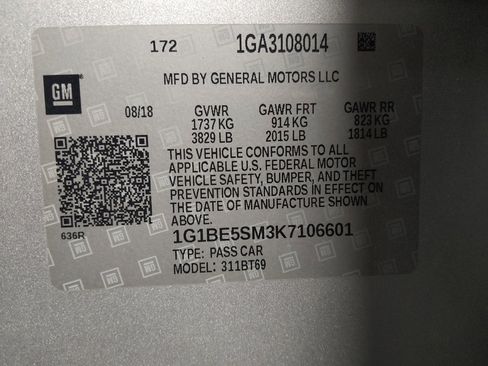 172 1GA3108014
MFD BY GENERAL MOTORS LLC
GM
08/18 GVWR GAWR FRT GAWR RR
1737 KG 914 KG 823 KG
3829 LB 2015 LB 1814 LB
THIS VEHICLE CONFORMS TO ALL
APPLICABLE U.S. FEDERAL MOTOR
VEHICLE SAFETY, BUMPER, AND THEFT
PREVENTION STANDARDS IN EFFECT ON
THE DATE OF MANUFACTURE SHOWN
ABOVE.
636R
1G1BE5SM3K7106601
TYPE: PASS CAR
MODEL: 311BT69